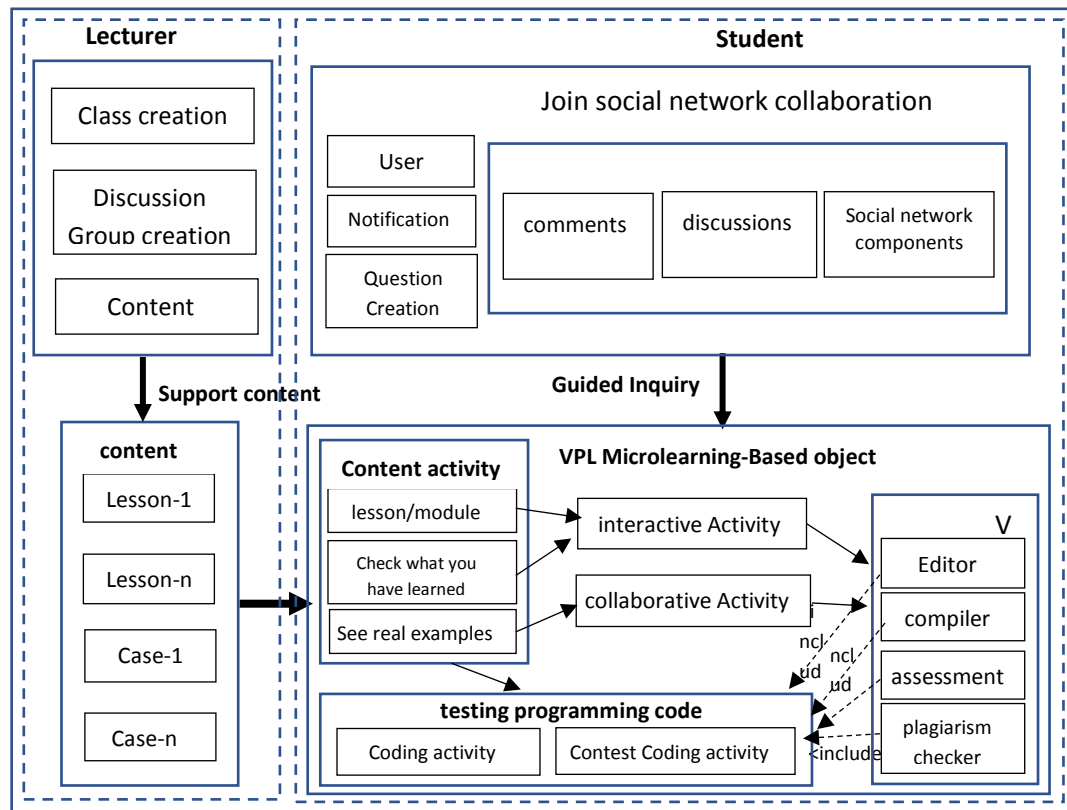 Lecturer
Class creation
Discussion
Group creation
Content
Support content
content
Lesson-1
Lesson-n
Case-1
Case-n
Student
Join social network collaboration
User
Notification
Question
Creation
comments
discussions
Social network
components
Guided Inquiry
VPL Microlearning-Based object
Content activity
lesson/module
Check what you
have learned
See real examples
interactive Activity
collaborative Activity
V
Editor
compiler
assessment
plagiarism
checker
i
ncl
ud
ncl
ud
<include
testing programming code
Coding activity
Contest Coding activity